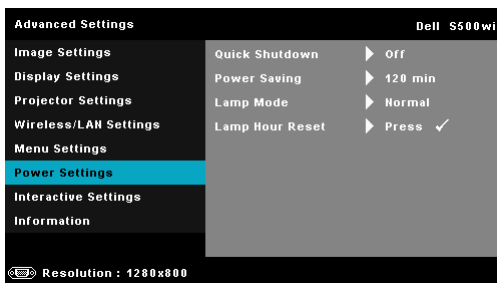 Advanced Settings Dell S500wi
Image Settings
Display Settings
Projector Settings
Wireless/LAN Settings
Menu Settings
Power Settings
Interactive Settings
Information
Quick Shutdown Off
Power Saving 120 min
Lamp Mode Normal
Lamp Hour Reset Press ✓
Resolution : 1280x800